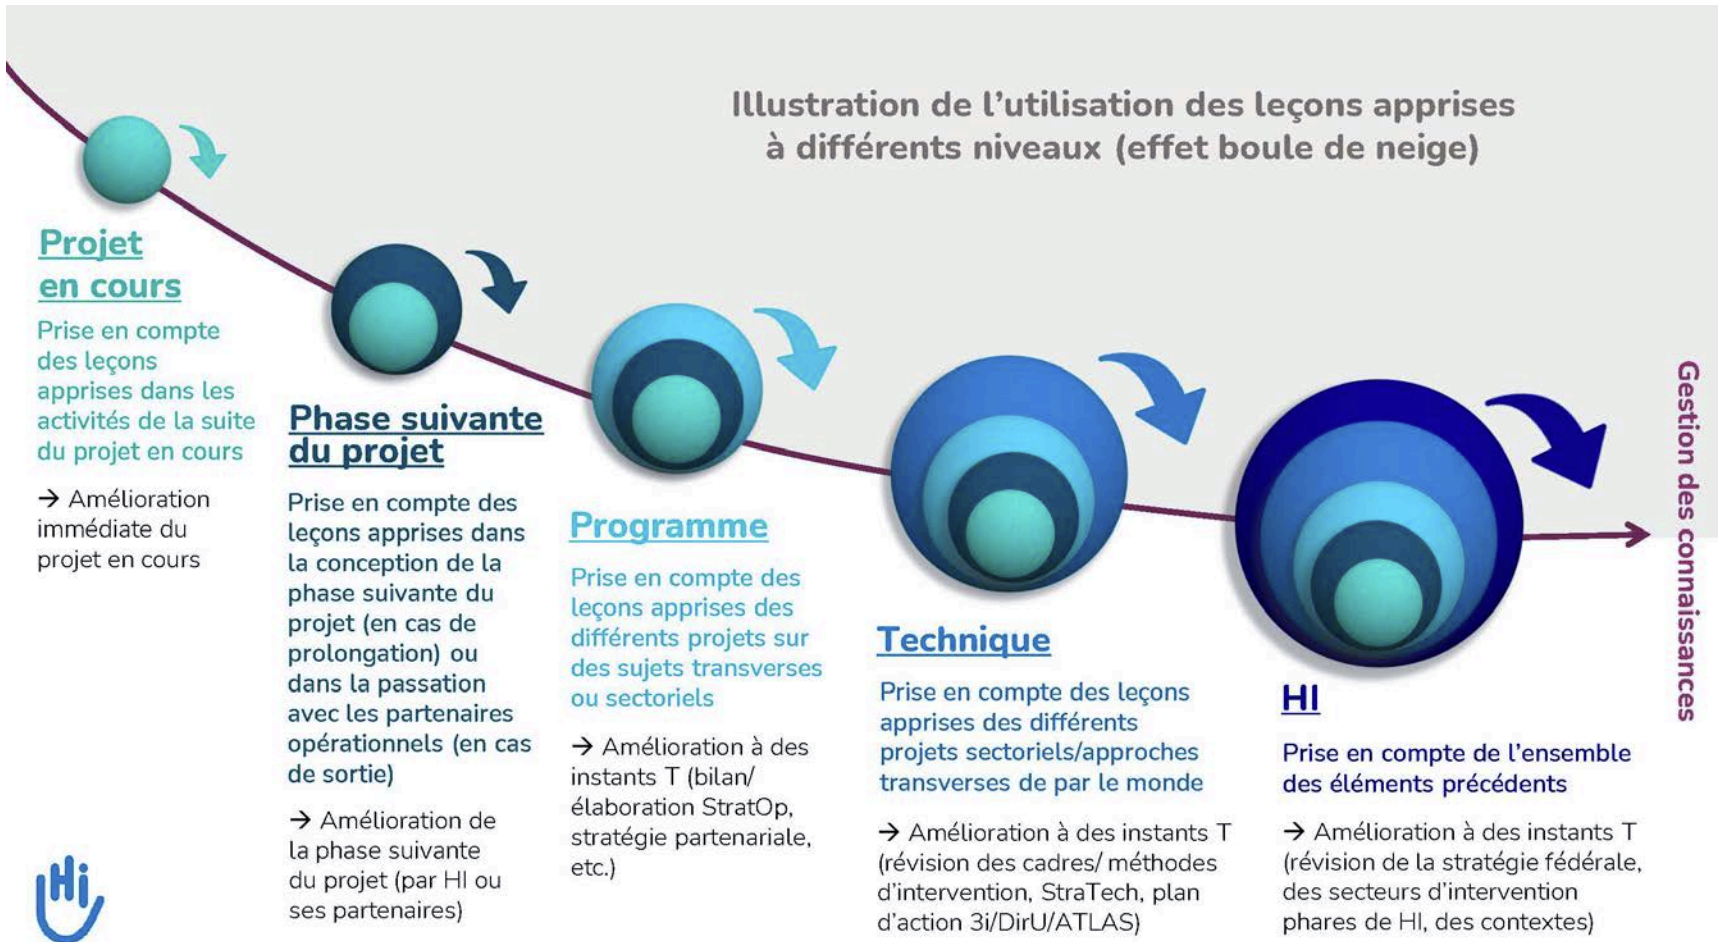 Illustration de l'utilisation des leçons apprises
à différents niveaux (effet boule de neige)
Projet
en cours
Prise en compte
des leçons
apprises dans les
activités de la suite
du projet en cours
→ Amélioration
immédiate du
projet en cours
Phase suivante
du projet
Prise en compte des
leçons apprises dans
la conception de la
phase suivante du
projet (en cas de
prolongation) ou
dans la passation
avec les partenaires
opérationnels (en cas
de sortie)
→ Amélioration de
la phase suivante
du projet (par HI ou
ses partenaires)
Programme
Prise en compte des
leçons apprises des
différents projets sur
des sujets transverses
ou sectoriels
→ Amélioration à des
instants T (bilan/
élaboration StratOp,
stratégie partenariale,
etc.)
Technique
Prise en compte des leçons
apprises des différents
projets sectoriels/approches
transverses de par le monde
→ Amélioration à des instants T
(révision des cadres/ méthodes
d'intervention, StraTech, plan
d'action 3i/DirU/ATLAS)
HI
Prise en compte de l'ensemble
des éléments précédents
→ Amélioration à des instants T
(révision de la stratégie fédérale,
des secteurs d'intervention
phares de HI, des contextes)
Gestion des connaissances
Hi